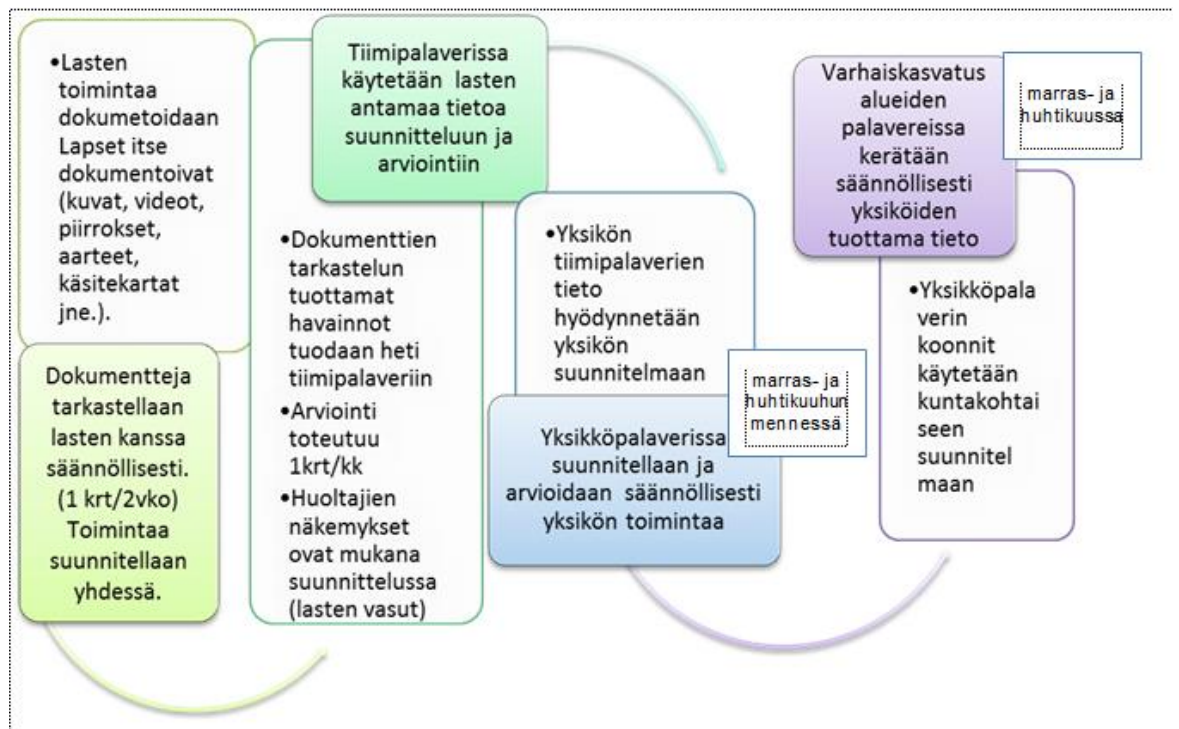 •Lasten
toimintaa
dokumetoidaan
Lapset itse
dokumentoivat
(kuvat, videot,
piirrokset,
aarteet,
käsitekartat
jne.).
Dokumentteja
tarkastellaan
lasten kanssa
säännöllisesti.
(1 krt/2vko)
Toimintaa
suunnitellaan
yhdessä.
Tiimipalaverissa
käytetään lasten
antamaa tietoa
suunnitteluun ja
arviointiin
•Dokumenttien
tarkastelun
tuottamat
havainnot
tuodaan heti
tiimipalaveriin
•Arviointi
toteutuu
1krt/kk
•Huoltajien
näkemykset
ovat mukana
suunnittelussa
(lasten vasut)
•Yksikön
tiimipalaverien
tieto
hyödynnetään
yksikön
suunnitelmaan
marras- ja
huhtikuuhun
mennessä
Yksikköpalaverissa
suunnitellaan ja
arvioidaan säännöllisesti
yksikön toimintaa
Varhaiskasvatus
alueiden
palavereissa
kerätään
säännöllisesti
yksiköiden
tuottama tieto
marras- ja
huhtikuussa
•Yksikköpala
verin
koonnit
käytetään
kuntakohtai
seen
suunnitel
maan